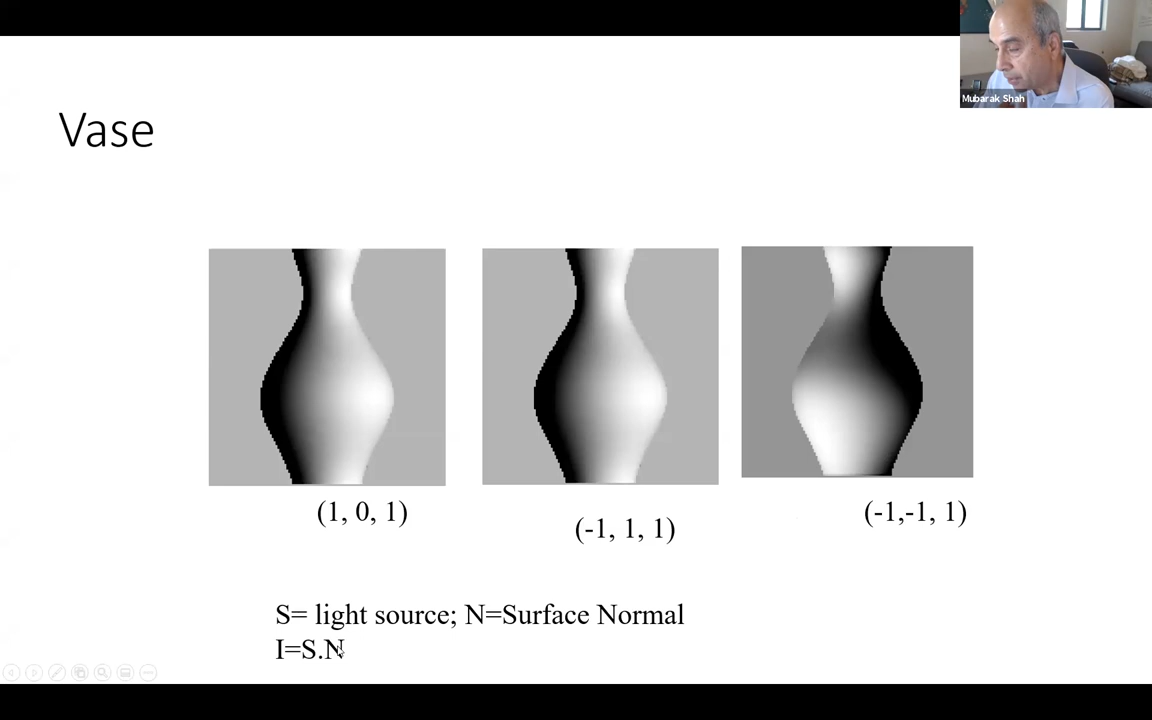 Mubarak Shah
Vase
(1, 0, 1)
(-1, 1, 1)
(-1,-1, 1)
S= light source; N=Surface Normal
I=S.N